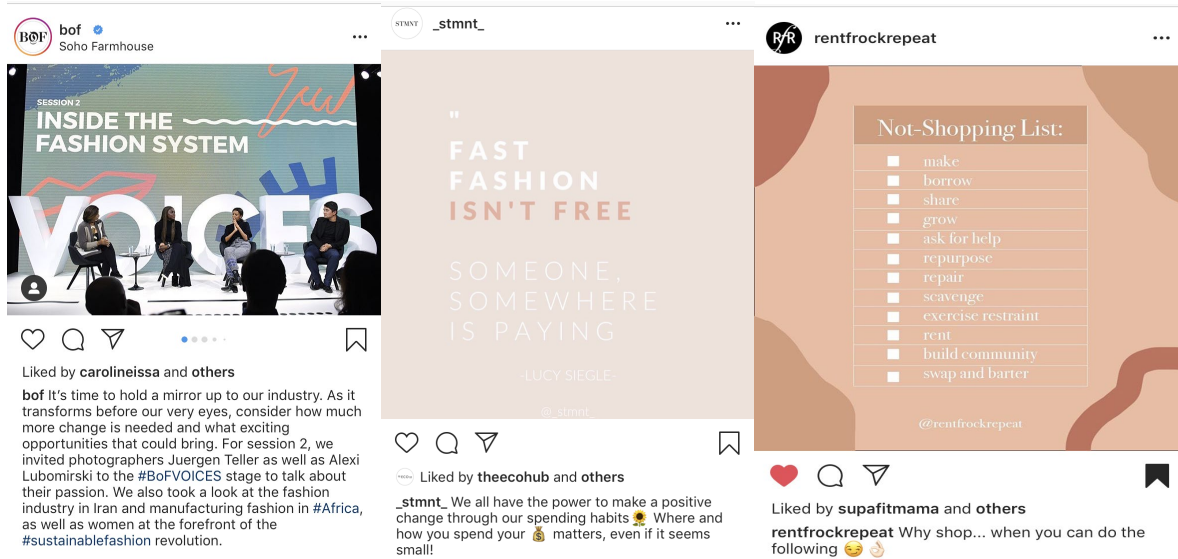 BOF
bof
Soho Farmhouse
SESSION 2
INSIDE THE
FASHION SYSTEM
VOICES
Liked by carolineissa and others
bof It's time to hold a mirror up to our industry. As it
transforms before our very eyes, consider how much
more change is needed and what exciting
opportunities that could bring. For session 2, we
invited photographers Juergen Teller as well as Alexi
Lubomirski to the #BoFVOICES stage to talk about
their passion. We also took a look at the fashion
industry in Iran and manufacturing fashion in #Africa,
as well as women at the forefront of the
#sustainablefashion revolution.
STMNT
_stmnt_
"
FAST
FASHION
ISN'T FREE
SOMEONE,
SOMEWHERE
IS PAYING
-LUCY SIEGLE-
@_stmnt_
Liked by theecohub and others
_stmnt_ We all have the power to make a positive
change through our spending habits🌻 Where and
how you spend your 💰 matters, even if it seems
small!
RfR
rentfrockrepeat
Not-Shopping List:
make
borrow
share
grow
ask for help
repurpose
repair
scavenge
exercise restraint
rent
build community
swap and barter
@rentfrockrepeat
Liked by supafitmama and others
rentfrockrepeat Why shop... when you can do the
following 😏 👌🏻